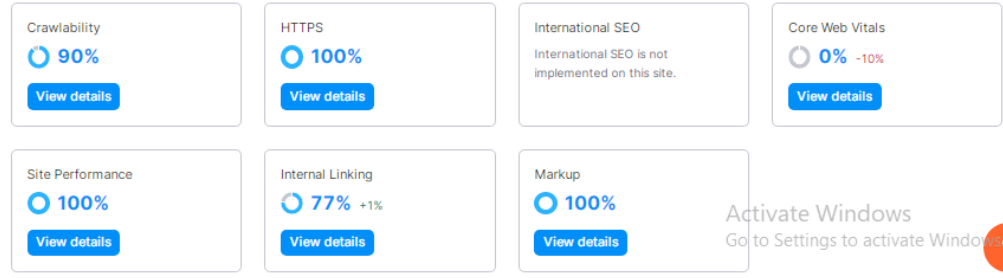 Crawlability
90%
View details
HTTPS
100%
View details
International SEO
International SEO is not
implemented on this site.
Core Web Vitals
0% -10%
View details
Site Performance
100%
View details
Internal Linking
77% +1%
View details
Markup
100%
View details
Activate Windows
Go to Settings to activate Windows